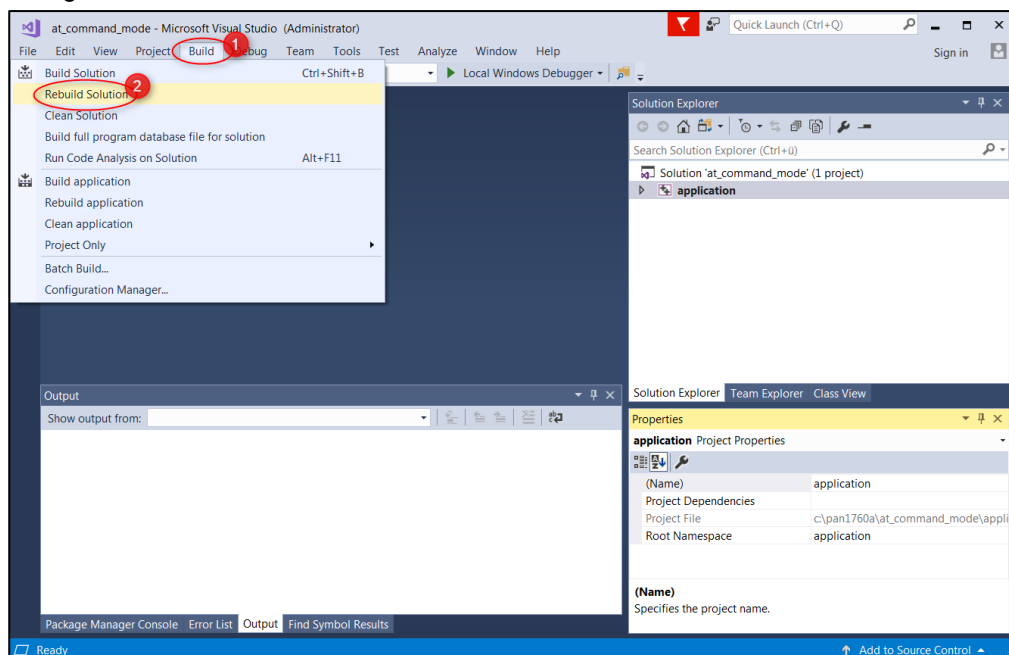 at_command_mode - Microsoft Visual Studio (Administrator)
Quick Launch (Ctrl+Q)
File Edit View Project Build Debug Team Tools Test Analyze Window Help
Sign in
1
Build Solution Ctrl+Shift+B
Local Windows Debugger
Rebuild Solution
2
Clean Solution
Build full program database file for solution
Run Code Analysis on Solution Alt+F11
Build application
Rebuild application
Clean application
Project Only
Batch Build...
Configuration Manager...
Solution Explorer
Search Solution Explorer (Ctrl+ü)
Solution 'at_command_mode' (1 project)
application
Solution Explorer Team Explorer Class View
Output
Show output from:
Package Manager Console Error List Output Find Symbol Results
Properties
application Project Properties
(Name) application
Project Dependencies
Project File c:\pan1760a\at_command_mode\appli
Root Namespace application
(Name)
Specifies the project name.
Ready
Add to Source Control